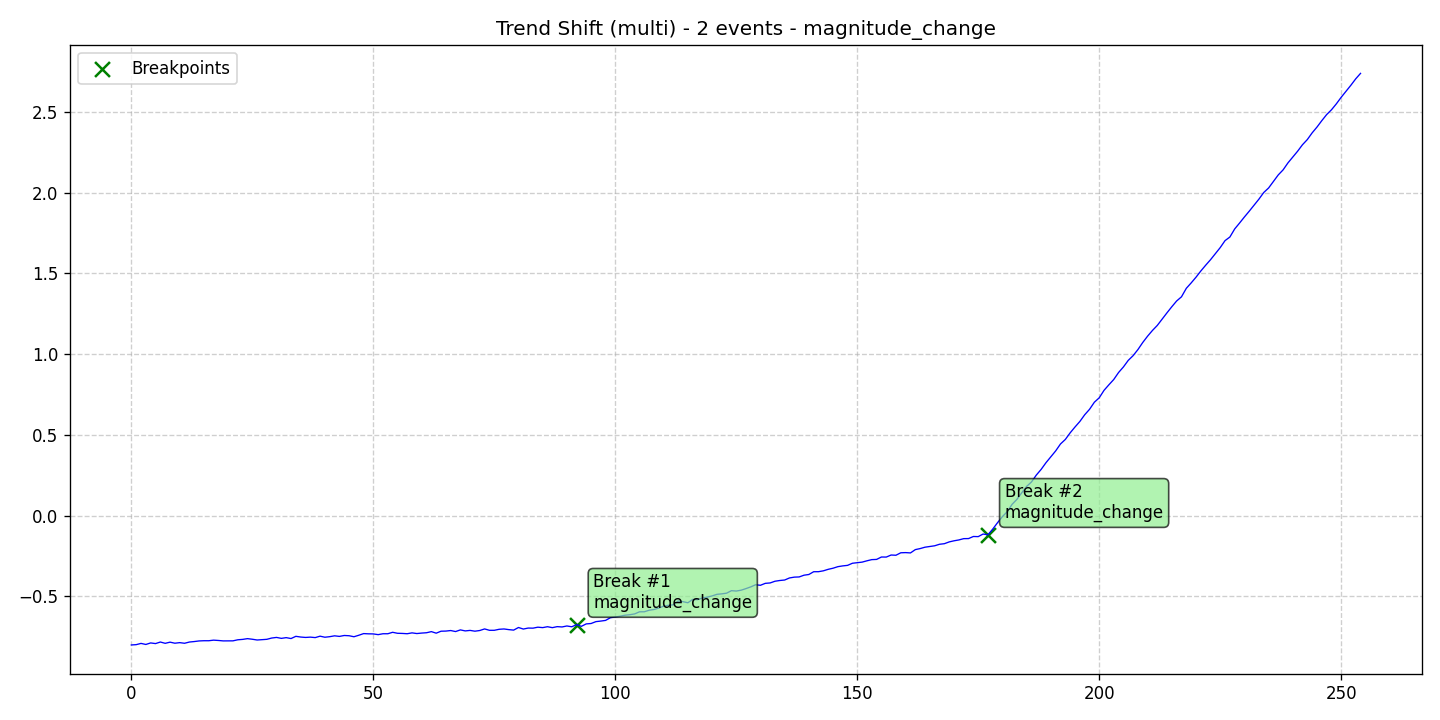 Trend Shift (multi) - 2 events - magnitude_change
Breakpoints
2.5
2.0
1.5
1.0
0.5
0.0
−0.5
Break #2
magnitude_change
Break #1
magnitude_change
0
50
100
150
200
250